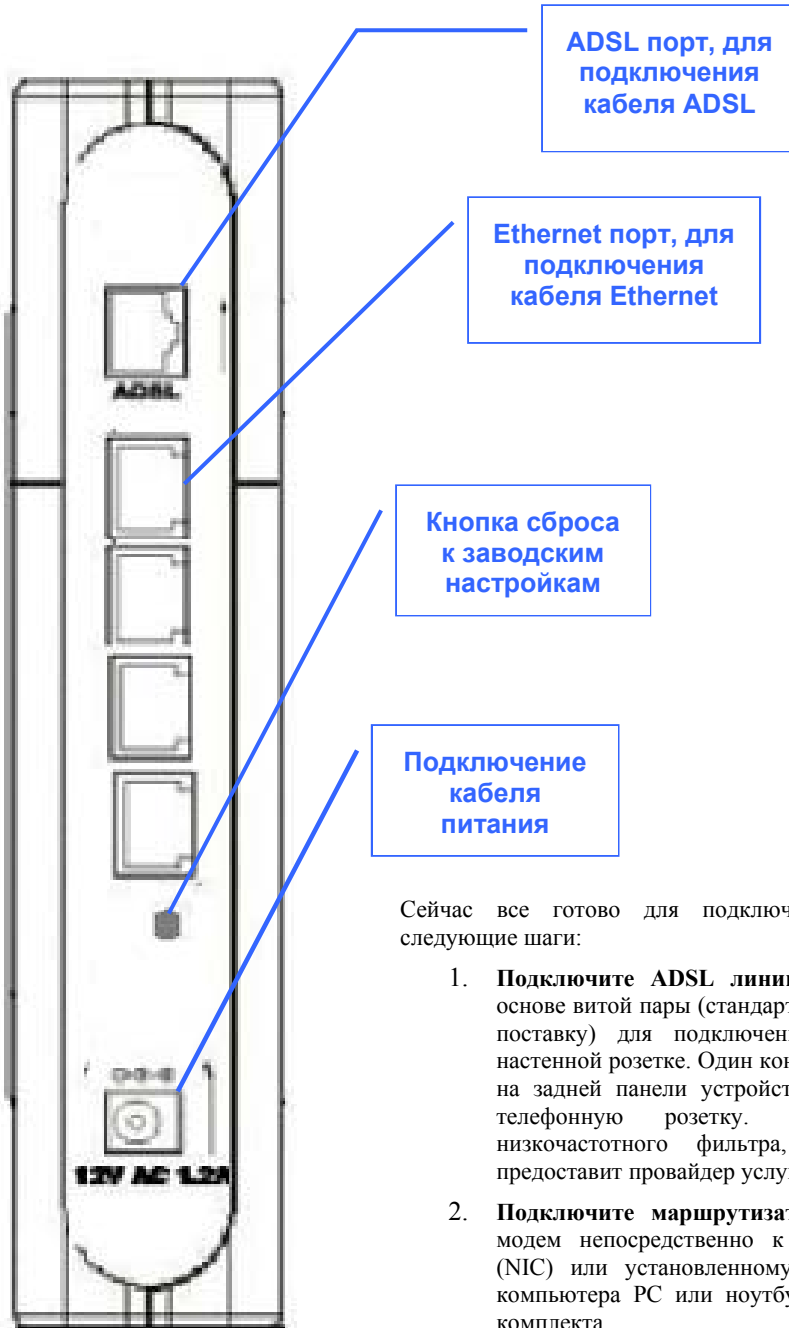 ADSL порт, для
подключения
кабеля ADSL
Ethernet порт, для
подключения
кабеля Ethernet
ADSL
Кнопка сброса
к заводским
настройкам
Подключение
кабеля
питания
12V AC 1.2A
Сейчас все готово для подключ
следующие шаги:
1. Подключите ADSL лини
основе витой пары (стандарт
поставку) для подключен
настенной розетке. Один кон
на задней панели устройст
телефонную розетку.
низкочастотного фильтра,
предоставит провайдер услу
2. Подключите маршрутизат
модем непосредственно к
(NIC) или установленному
компьютера PC или ноутбу
комплекта